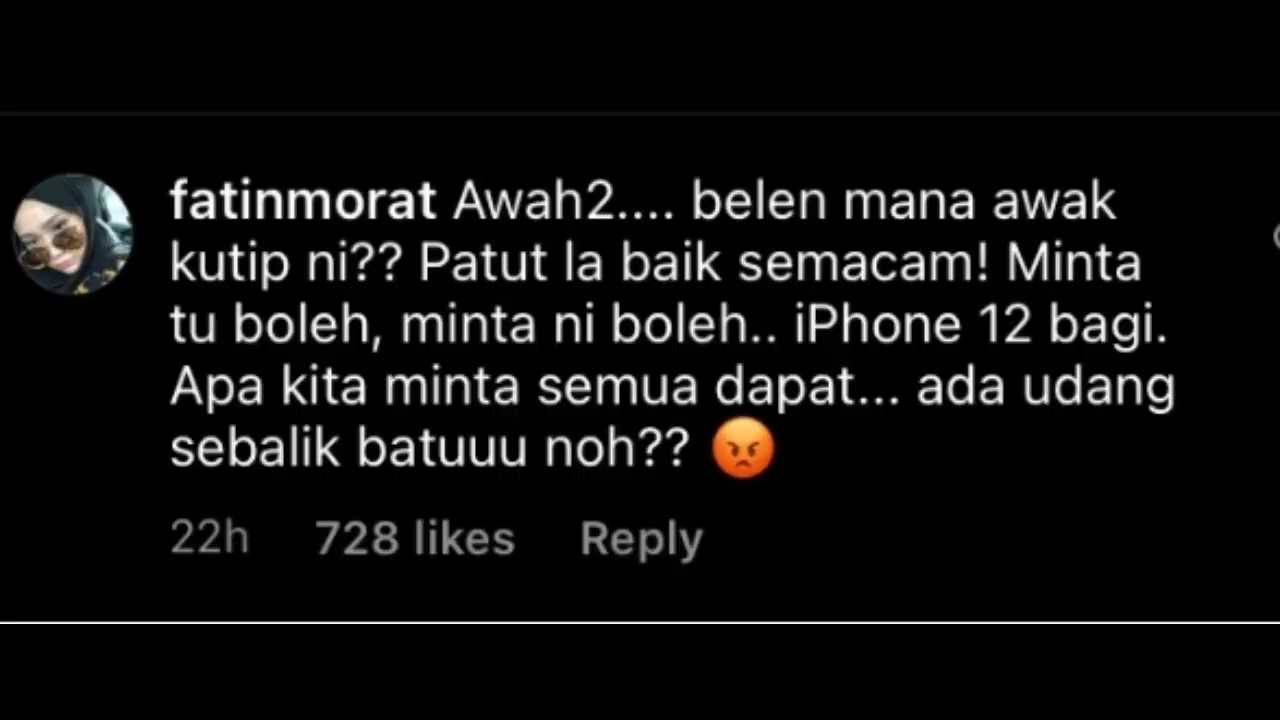 fatinmorat Awah2.... belen mana awak
kutip ni?? Patut la baik semacam! Minta
tu boleh, minta ni boleh.. iPhone 12 bagi.
Apa kita minta semua dapat... ada udang
sebalik batuuu noh?? 😡
22h 728 likes Reply